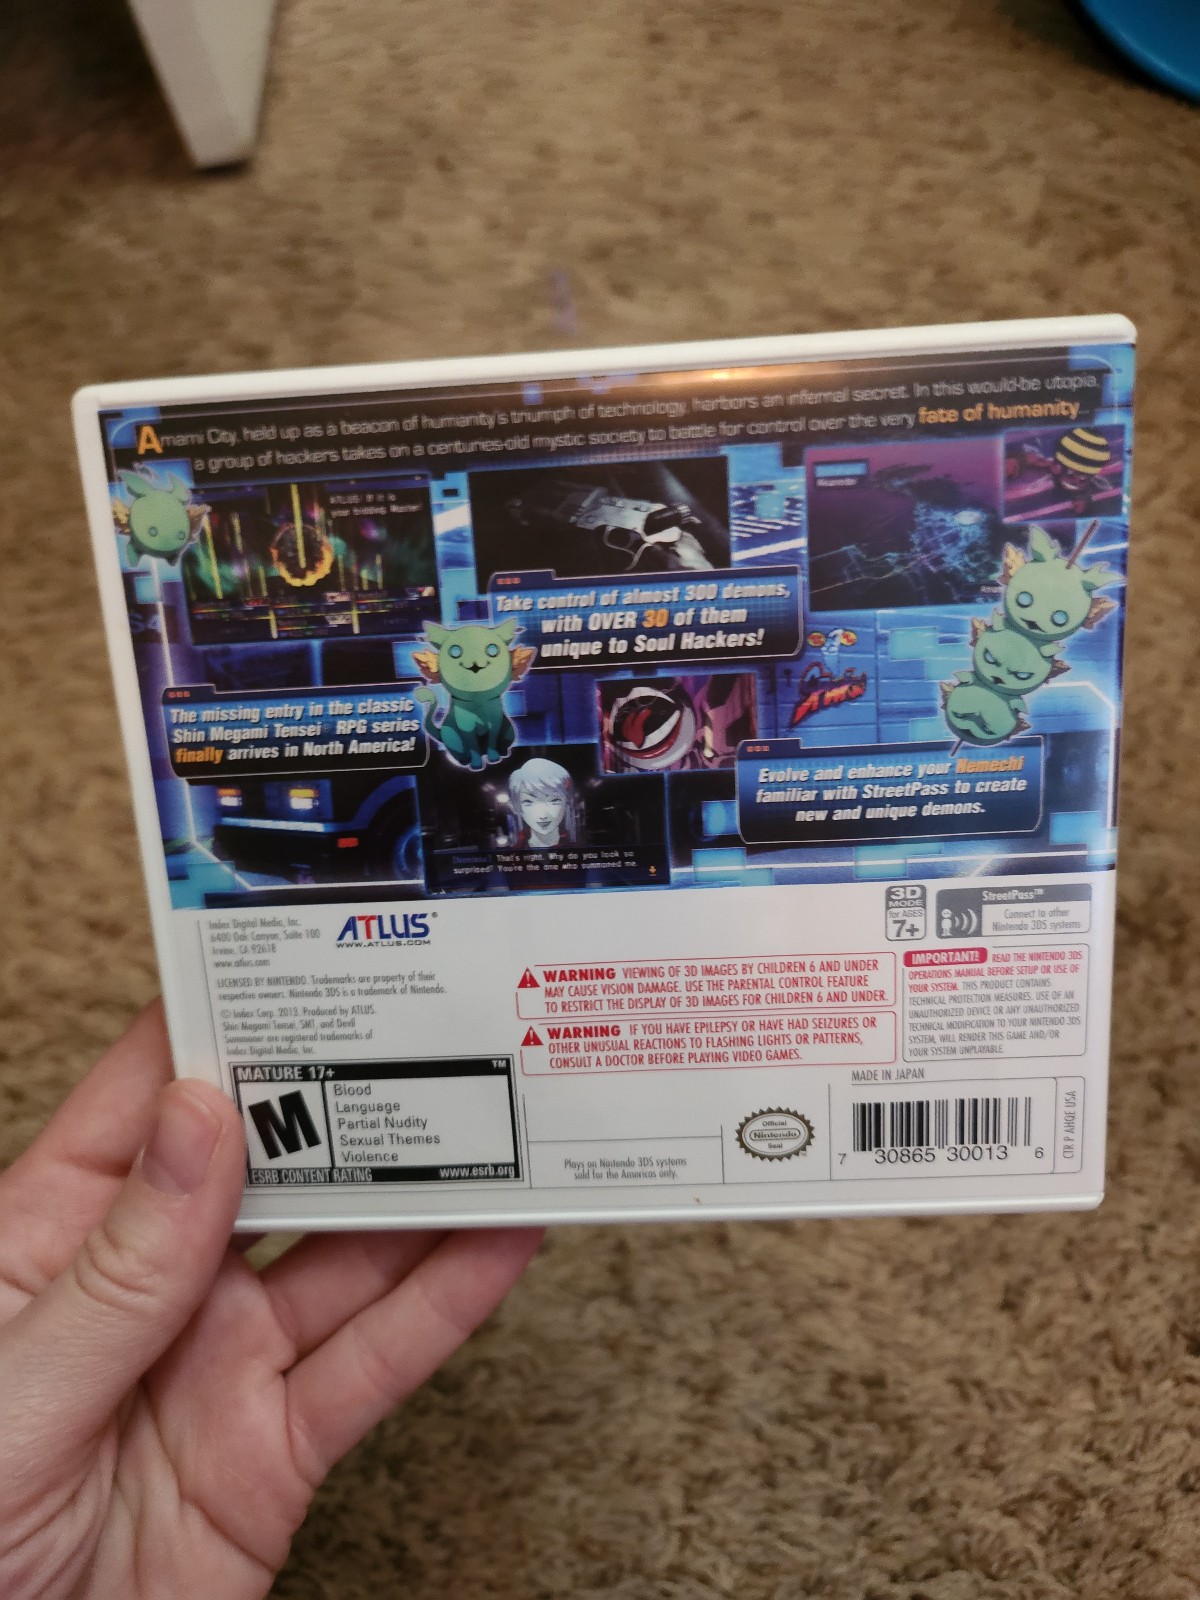 Amami City, held up as a beacon of humanity's triumph of technology, harbors an infernal secret. In this would-be utopia,
a group of hackers takes on a centuries-old mystic society to battle for control over the very fate of humanity...
ATLUS: If it is
your bidding, Master.
Take control of almost 300 demons,
with OVER 30 of them
unique to Soul Hackers!
The missing entry in the classic
Shin Megami Tensei RPG series
finally arrives in North America!
Evolve and enhance your Nemechi
familiar with StreetPass to create
new and unique demons.
That's right. Why do you look so
surprised? You're the one who summoned me.
Index Digital Media, Inc.
6400 Oak Canyon, Suite 100
Irvine, CA 92618
www.atlus.com
ATLUS®
WWW.ATLUS.COM
LICENSED BY NINTENDO. Trademarks are property of their
respective owners. Nintendo 3DS is a trademark of Nintendo.
© Index Corp. 2013. Produced by ATLUS.
Shin Megami Tensei, SMT, and Devil
Summoner are registered trademarks of
Index Digital Media, Inc.
3D
MODE
for AGES
7+
StreetPass™
Connect to other
Nintendo 3DS systems
WARNING VIEWING OF 3D IMAGES BY CHILDREN 6 AND UNDER
MAY CAUSE VISION DAMAGE. USE THE PARENTAL CONTROL FEATURE
TO RESTRICT THE DISPLAY OF 3D IMAGES FOR CHILDREN 6 AND UNDER.
WARNING IF YOU HAVE EPILEPSY OR HAVE HAD SEIZURES OR
OTHER UNUSUAL REACTIONS TO FLASHING LIGHTS OR PATTERNS,
CONSULT A DOCTOR BEFORE PLAYING VIDEO GAMES.
IMPORTANT! READ THE NINTENDO 3DS
OPERATIONS MANUAL BEFORE SETUP OR USE OF
YOUR SYSTEM. THIS PRODUCT CONTAINS
TECHNICAL PROTECTION MEASURES. USE OF AN
UNAUTHORIZED DEVICE OR ANY UNAUTHORIZED
TECHNICAL MODIFICATION TO YOUR NINTENDO 3DS
SYSTEM, WILL RENDER THIS GAME AND/OR
YOUR SYSTEM UNPLAYABLE.
MATURE 17+
TM
M
Blood
Language
Partial Nudity
Sexual Themes
Violence
ESRB CONTENT RATING www.esrb.org
Plays on Nintendo 3DS systems
sold for the Americas only.
Official
Nintendo
Seal
MADE IN JAPAN
7 30865 30013 6
CTR P AHQE USA